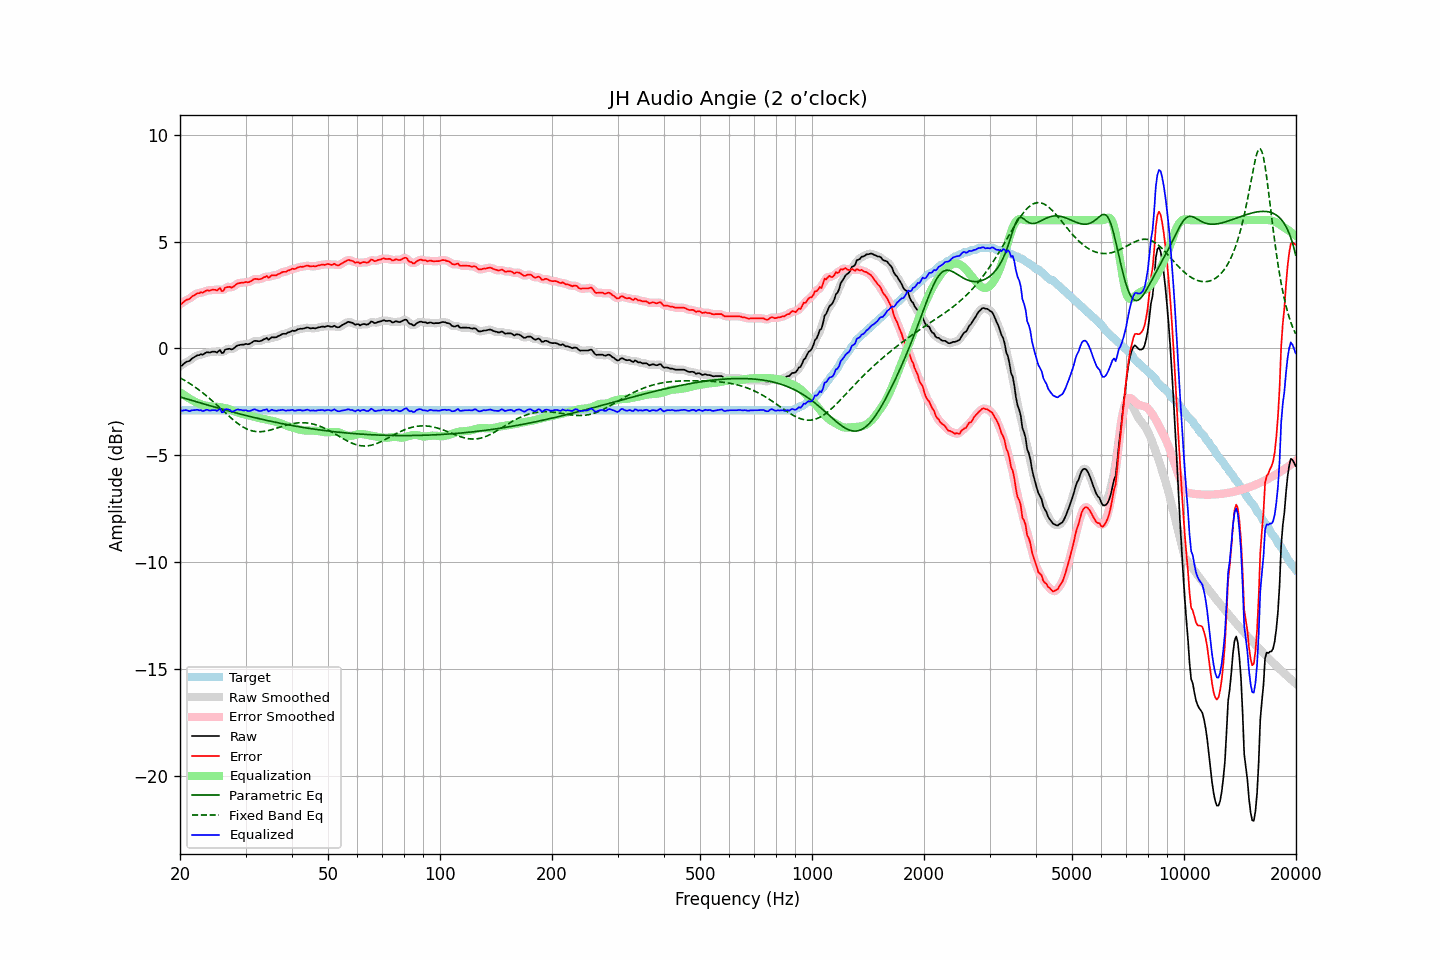 JH Audio Angie (2 o’clock)
10
5
0
−5
−10
−15
−20
Amplitude (dBr)
Target
Raw Smoothed
Error Smoothed
Raw
Error
Equalization
Parametric Eq
Fixed Band Eq
Equalized
20 50 100 200 500 1000 2000 5000 10000 20000
Frequency (Hz)